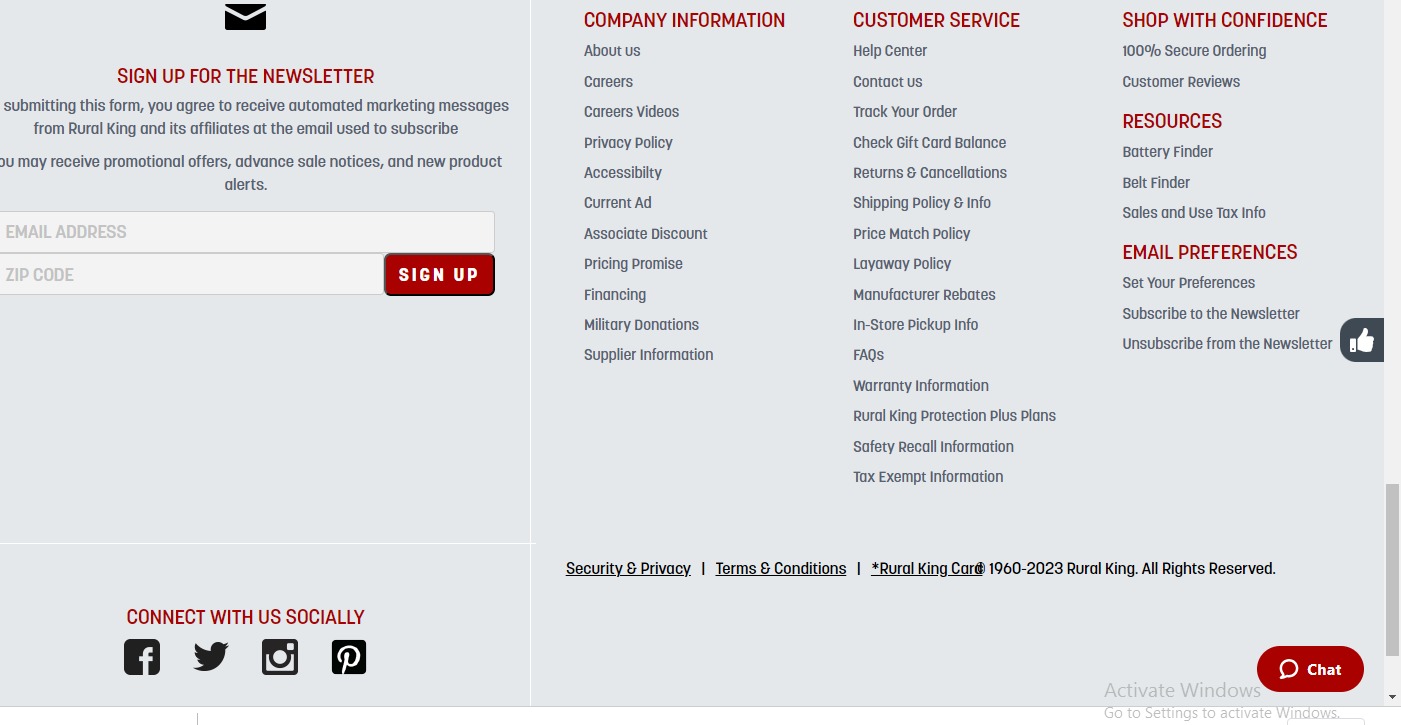 SIGN UP FOR THE NEWSLETTER
submitting this form, you agree to receive automated marketing messages
from Rural King and its affiliates at the email used to subscribe
ou may receive promotional offers, advance sale notices, and new product
alerts.
EMAIL ADDRESS
ZIP CODE
SIGN UP
CONNECT WITH US SOCIALLY
COMPANY INFORMATION
About us
Careers
Careers Videos
Privacy Policy
Accessibilty
Current Ad
Associate Discount
Pricing Promise
Financing
Military Donations
Supplier Information
CUSTOMER SERVICE
Help Center
Contact us
Track Your Order
Check Gift Card Balance
Returns & Cancellations
Shipping Policy & Info
Price Match Policy
Layaway Policy
Manufacturer Rebates
In-Store Pickup Info
FAQs
Warranty Information
Rural King Protection Plus Plans
Safety Recall Information
Tax Exempt Information
SHOP WITH CONFIDENCE
100% Secure Ordering
Customer Reviews
RESOURCES
Battery Finder
Belt Finder
Sales and Use Tax Info
EMAIL PREFERENCES
Set Your Preferences
Subscribe to the Newsletter
Unsubscribe from the Newsletter
Security & Privacy | Terms & Conditions | *Rural King Card © 1960-2023 Rural King. All Rights Reserved.
Chat
Activate Windows
Go to Settings to activate Windows.